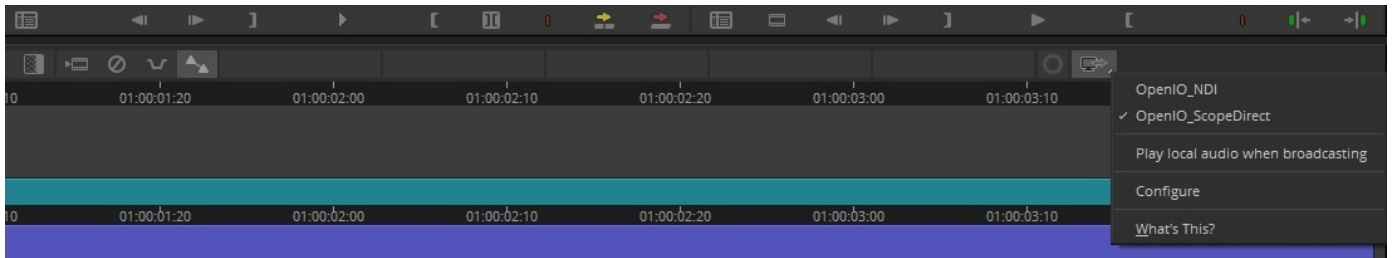 10 01:00:01:20 01:00:02:00 01:00:02:10 01:00:02:20 01:00:03:00 01:00:03:10
OpenIO_NDI
✓ OpenIO_ScopeDirect
Play local audio when broadcasting
Configure
10 01:00:01:20 01:00:02:00 01:00:02:10 01:00:02:20 01:00:03:00 01:00:03:10
What's This?